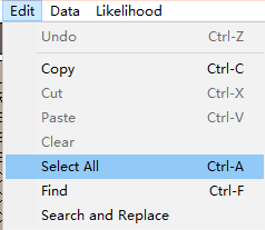 Edit Data Likelihood
Undo Ctrl-Z
Copy Ctrl-C
Cut Ctrl-X
Paste Ctrl-V
Clear
Select All Ctrl-A
Find Ctrl-F
Search and Replace